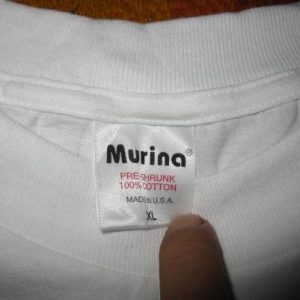 Murina®
PRESHRUNK
100% COTTON
MADE IN U.S.A.
XL